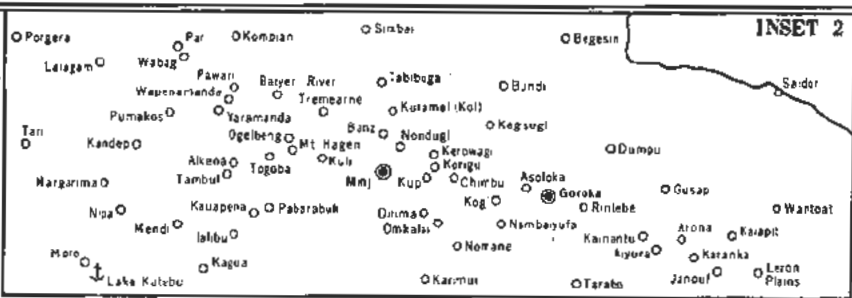 INSET 2
Porgera
Par
Kompian
Simbai
Begesin
Laiagam
Wabag
Saidor
Pawari
Baiyer River
Tabibuga
Bundi
Wapenamanda
Tremearne
Pumakos
Yaramanda
Karamel (Kol)
Kegsugl
Tari
Kandep
Ogelbeng
Mt Hagen
Banz
Nondugl
Kerowagi
Dumpu
Alkena
Togoba
Kuli
Korigu
Asoloka
Tambul
Minj
Kup
Chimbu
Goroka
Gusap
Margarima
Kauapena
Pabarabuk
Kogi
Rintebe
Wantoat
Nipa
Dirima
Mendi
Omkalai
Nambaiyufa
Ialibu
Kainantu
Arona
Kaiapit
Nomane
Aiyura
Moro
Karanka
Kagua
Lake Kutubu
Karimui
Tarabo
Leron
Plains